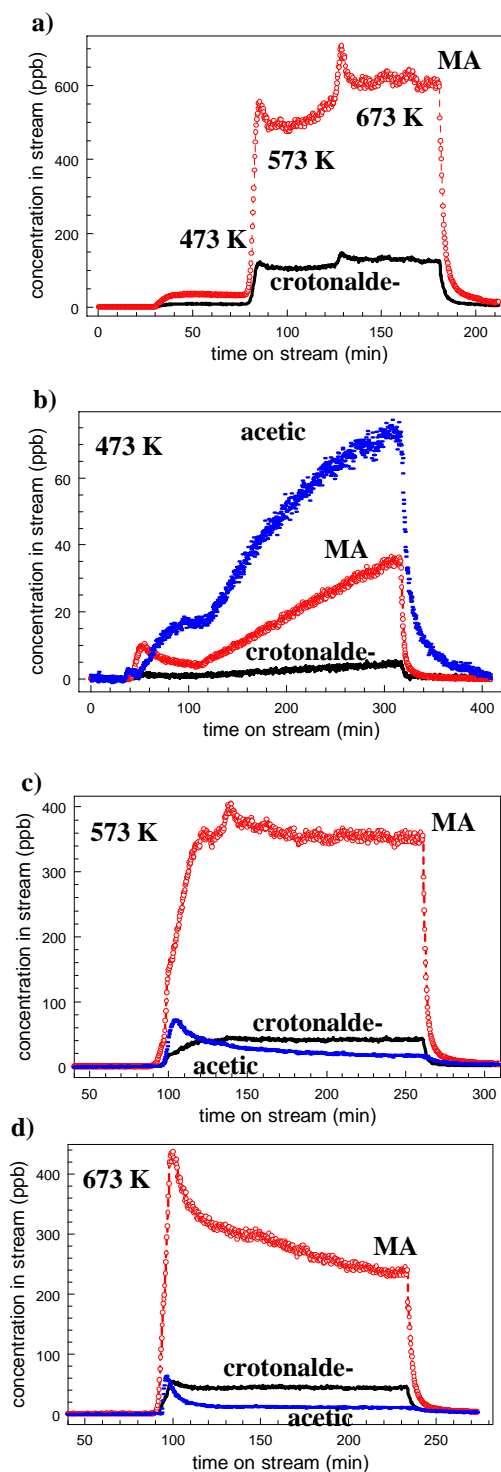 a)
MA
600
400
200
0
673 K
573 K
473 K
crotonalde-
0 50 100 150 200
time on stream (min)
concentration in stream (ppb)
b)
473 K
acetic
MA
crotonalde-
60
40
20
0
0 100 200 300 400
time on stream (min)
concentration in stream (ppb)
c)
573 K
MA
crotonalde-
acetic
400
300
200
100
0
50 100 150 200 250 300
time on stream (min)
concentration in stream (ppb)
d)
673 K
MA
crotonalde-
acetic
400
300
200
100
0
50 100 150 200 250
time on stream (min)
concentration in stream (ppb)